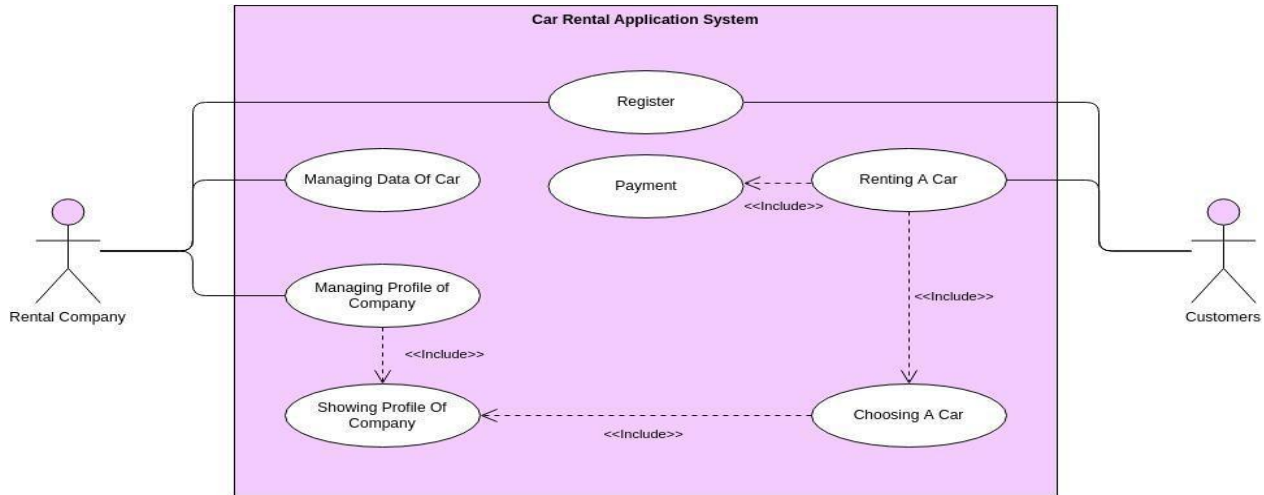 Car Rental Application System
Register
Managing Data Of Car
Payment
Renting A Car
<<Include>>
Managing Profile of
Company
<<Include>>
Rental Company
Customers
<<Include>>
Showing Profile Of
Company
Choosing A Car
<<Include>>